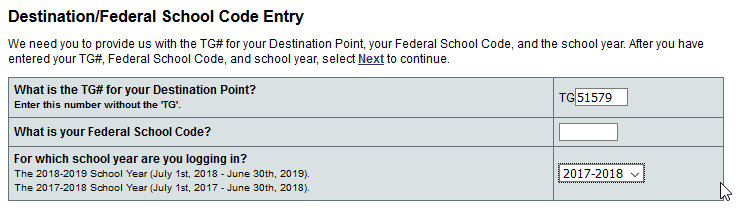 Destination/Federal School Code Entry
We need you to provide us with the TG# for your Destination Point, your Federal School Code, and the school year. After you have
entered your TG#, Federal School Code, and school year, select Next to continue.
What is the TG# for your Destination Point?
Enter this number without the 'TG'.
TG51579
What is your Federal School Code?
For which school year are you logging in?
The 2018-2019 School Year (July 1st, 2018 - June 30th, 2019).
The 2017-2018 School Year (July 1st, 2017 - June 30th, 2018).
2017-2018